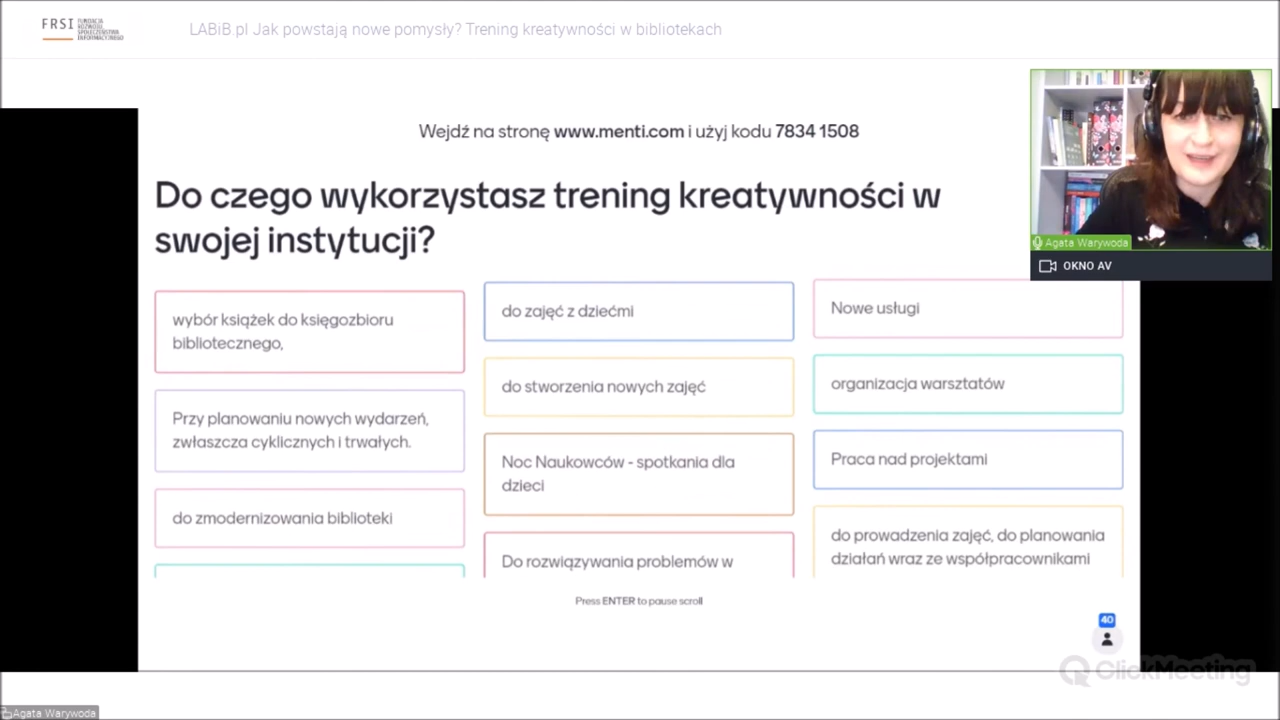 FRSI
FUNDACJA
ROZWOJU
SPOŁECZEŃSTWA
INFORMACYJNEGO
LABiB.pl Jak powstają nowe pomysły? Trening kreatywności w bibliotekach
Wejdź na stronę www.menti.com i użyj kodu 7834 1508
Do czego wykorzystasz trening kreatywności w
swojej instytucji?
wybór książek do księgozbioru
bibliotecznego,
Przy planowaniu nowych wydarzeń,
zwłaszcza cyklicznych i trwałych.
do zmodernizowania biblioteki
do zajęć z dziećmi
do stworzenia nowych zajęć
Noc Naukowców - spotkania dla
dzieci
Do rozwiązywania problemów w
Nowe usługi
organizacja warsztatów
Praca nad projektami
do prowadzenia zajęć, do planowania
działań wraz ze współpracownikami
Press ENTER to pause scroll
40
Agata Warywoda
OKNO AV
ClickMeeting
Agata Warywoda